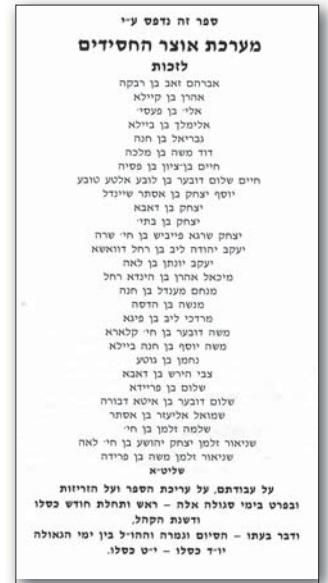 ספר זה נדפס ע״י
מערכת אוצר החסידים
לזכות
אברהם זאב בן רבקה
אהרן בן קיילא
אלי׳ בן פעסי׳
אלימלך בן ביילא
גבריאל בן חנה
דוד משה בן מלכה
חיים בן־ציון בן פסיה
חיים שלום דובער בן לובע אלטע טובע
יוסף יצחק בן אסתר שיינדל
יצחק בן דאבא
יצחק בן בתי׳
יצחק שרגא פייביש בן חי׳ שרה
יעקב יהודה ליב בן רחל דוואשא
יעקב יונתן בן לאה
מיכאל אהרן בן הינדא רחל
מנחם מענדל בן חנה
מנשה בן הדסה
מרדכי ליב בן פיגא
משה דובער בן חי׳ קלארא
משה יוסף בן חנה ביילא
נחמן בן גוטע
צבי הירש בן דאבא
שלום בן פריידא
שלום דובער בן איטא דבורה
שמואל אליעזר בן אסתר
שלמה זלמן בן חי׳
שניאור זלמן יצחק יהושע בן חי׳ לאה
שניאור זלמן משה בן פרידה
שליט״א
על עבודתם, על עריכת הספר ועל הזריזות
ובפרט בימי סגולה אלה – ראש ותחלת חודש כסלו
ודשנת הקהל,
ודבר בעתו – הסיום וגמרה וההו״ל בין ימי הגאולה
יו״ד כסלו – י״ט כסלו.